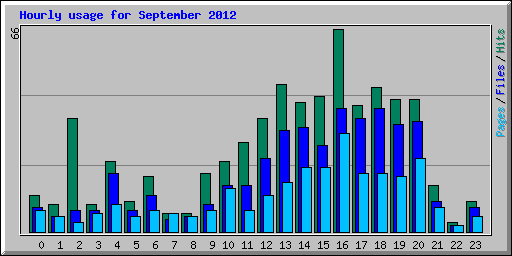 Hourly usage for September 2012
66
Pages / Files / Hits
0 1 2 3 4 5 6 7 8 9 10 11 12 13 14 15 16 17 18 19 20 21 22 23